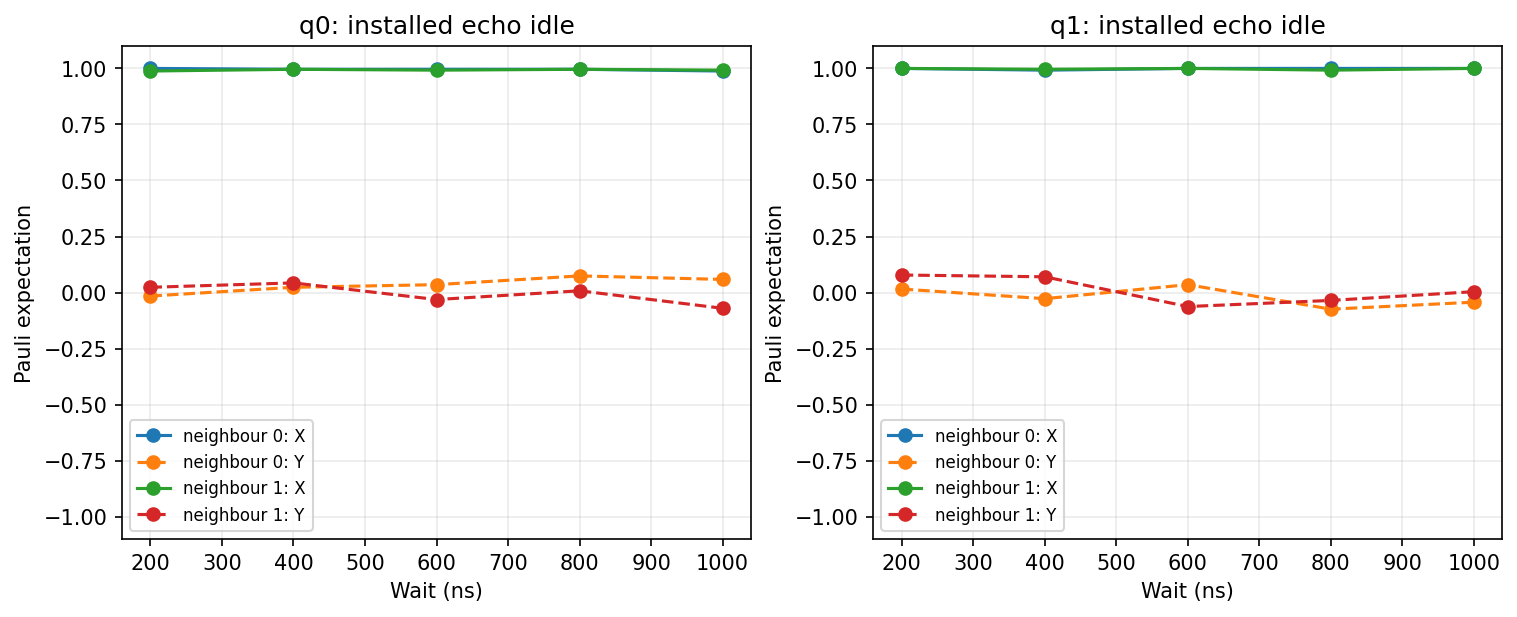 q0: installed echo idle
Pauli expectation
1.00
0.75
0.50
0.25
0.00
−0.25
−0.50
−0.75
−1.00
neighbour 0: X
neighbour 0: Y
neighbour 1: X
neighbour 1: Y
200 300 400 500 600 700 800 900 1000
Wait (ns)
q1: installed echo idle
Pauli expectation
1.00
0.75
0.50
0.25
0.00
−0.25
−0.50
−0.75
−1.00
neighbour 0: X
neighbour 0: Y
neighbour 1: X
neighbour 1: Y
200 300 400 500 600 700 800 900 1000
Wait (ns)